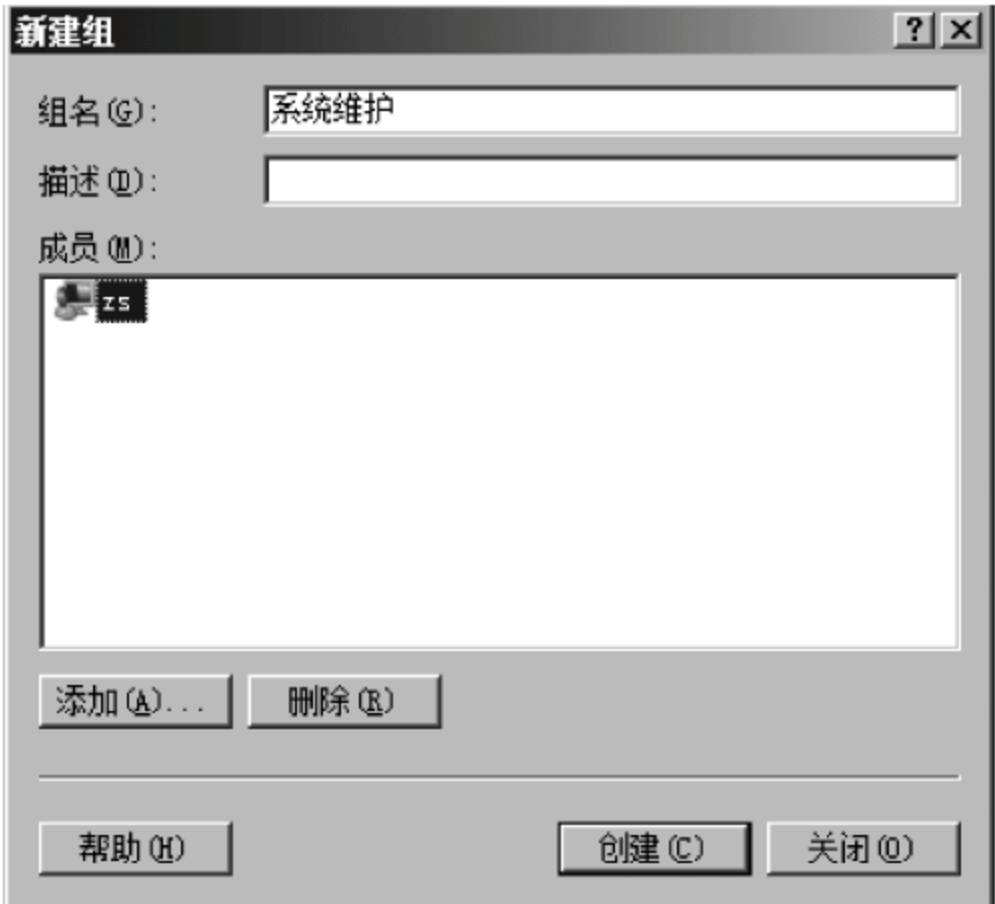 新建组
组名(G): 系统维护
描述(D):
成员(M):
zs
添加(A)... 删除(R)
帮助(H) 创建(C) 关闭(O)